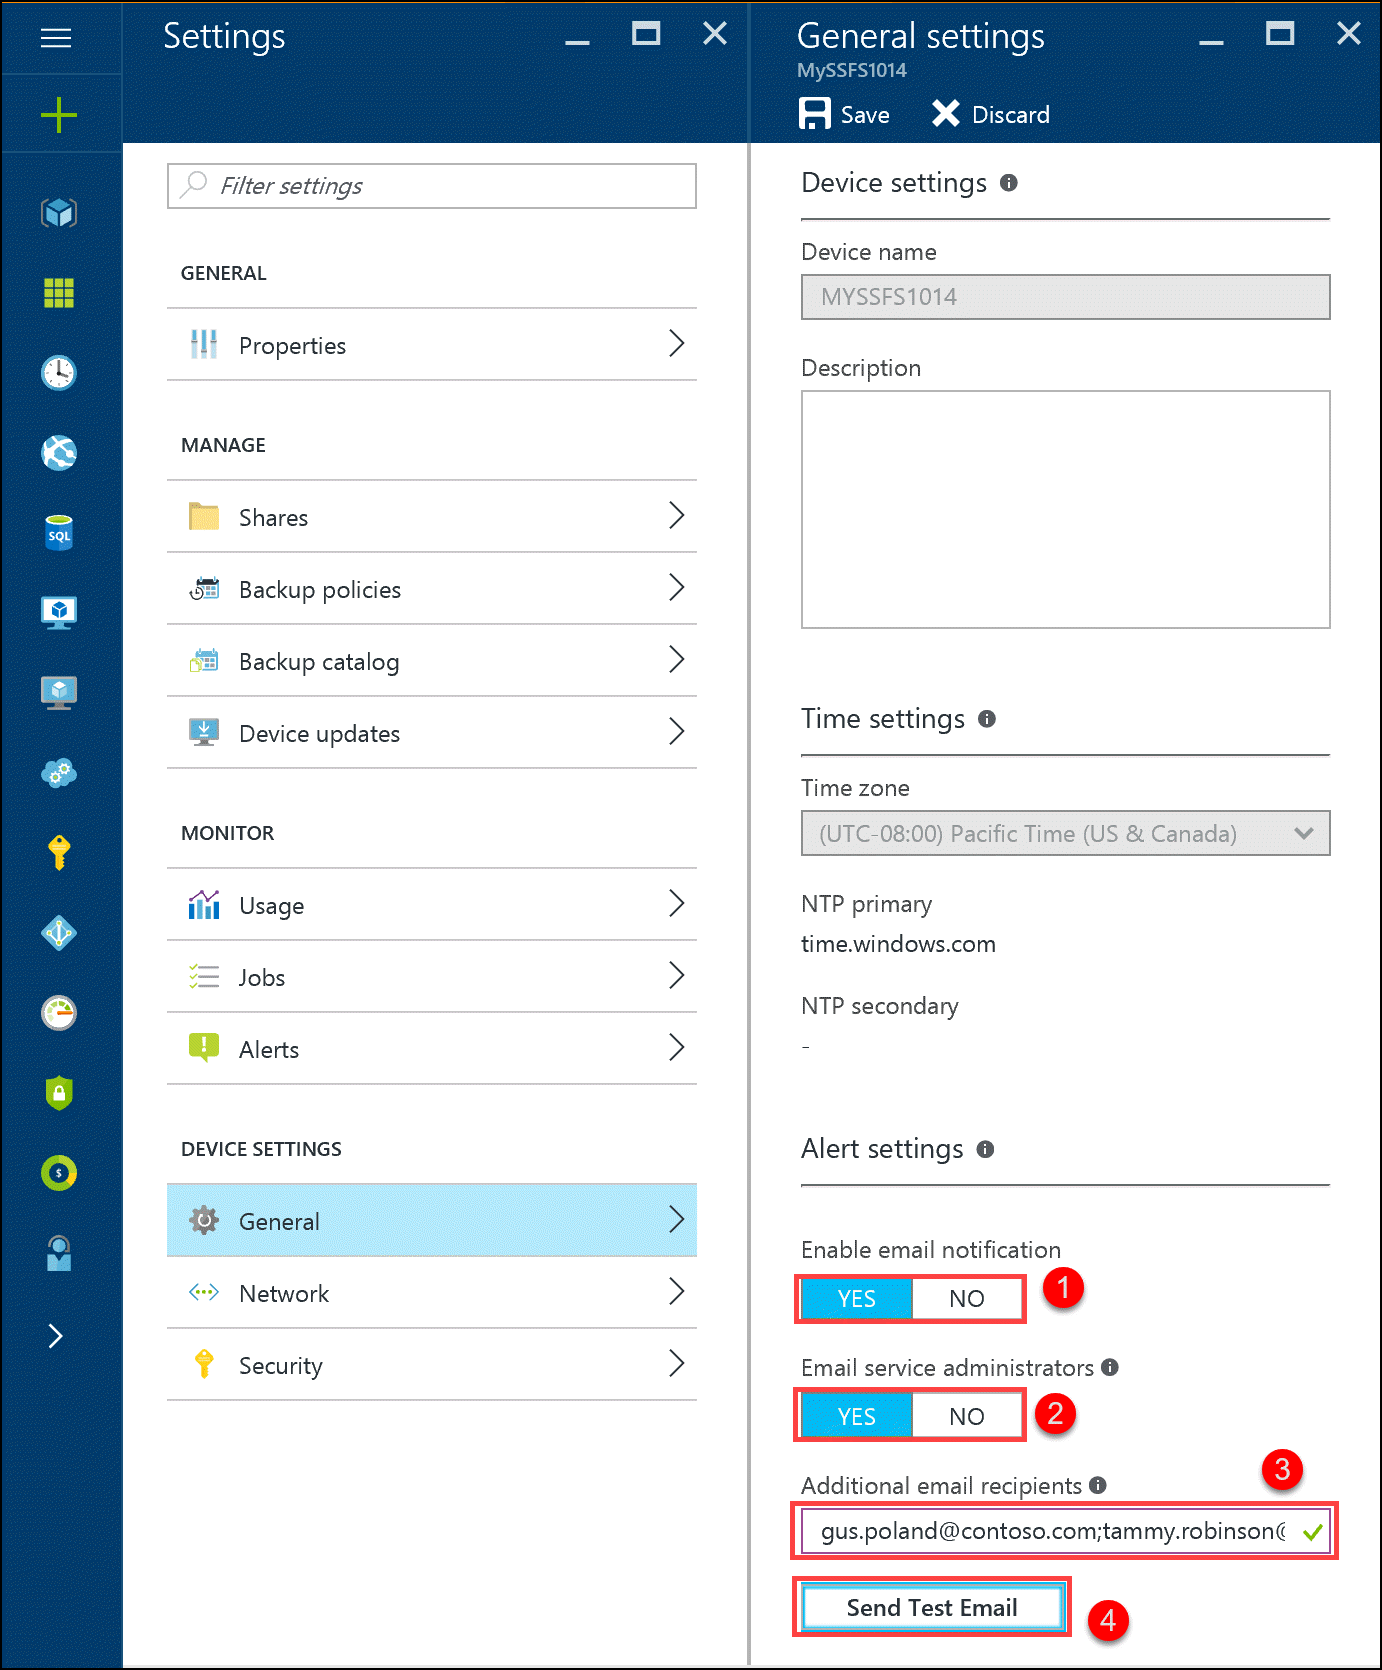 Settings
Filter settings
GENERAL
Properties
MANAGE
Shares
Backup policies
Backup catalog
Device updates
MONITOR
Usage
Jobs
Alerts
DEVICE SETTINGS
General
Network
Security
SQL
$
General settings
MySSFS1014
Save
Discard
Device settings
Device name
MYSSFS1014
Description
Time settings
Time zone
(UTC-08:00) Pacific Time (US & Canada)
NTP primary
time.windows.com
NTP secondary
-
Alert settings
Enable email notification
YES NO 1
Email service administrators
YES NO 2
Additional email recipients 3
gus.poland@contoso.com;tammy.robinson@
Send Test Email 4